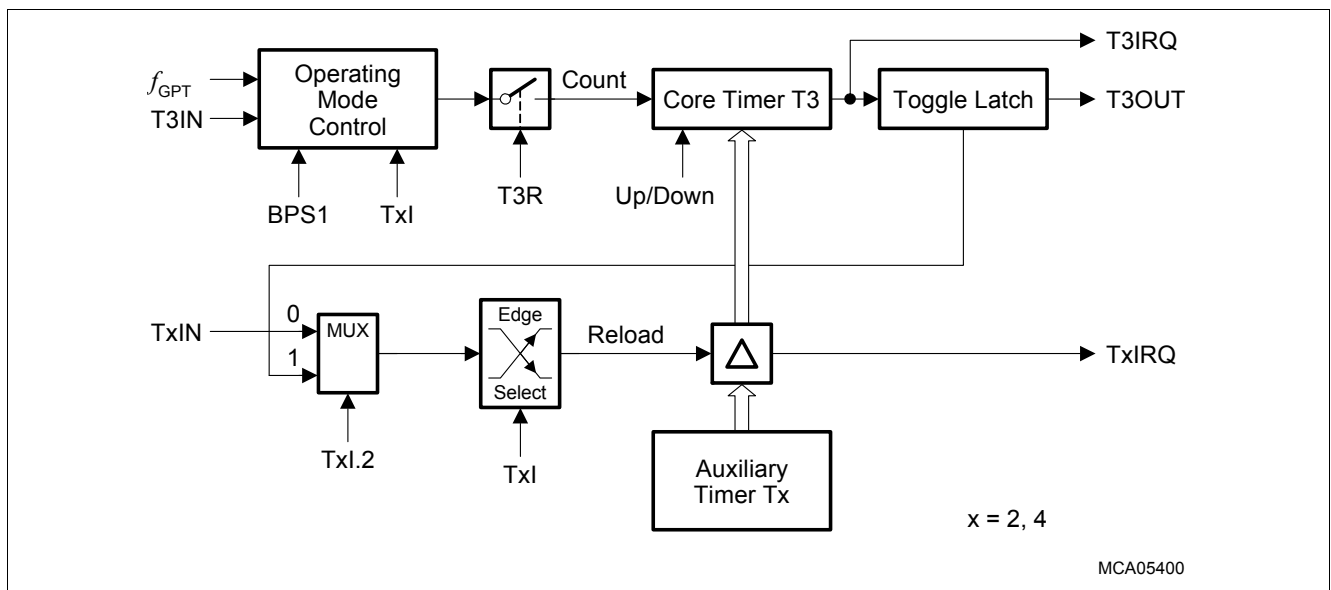 T3IRQ
fGPT
T3IN
Operating
Mode
Control
Count
Core Timer T3
Toggle Latch
T3OUT
BPS1
TxI
T3R
Up/Down
TxIN
0
1
MUX
Edge
Select
Reload
TxIRQ
TxI.2
TxI
Auxiliary
Timer Tx
x = 2, 4
MCA05400